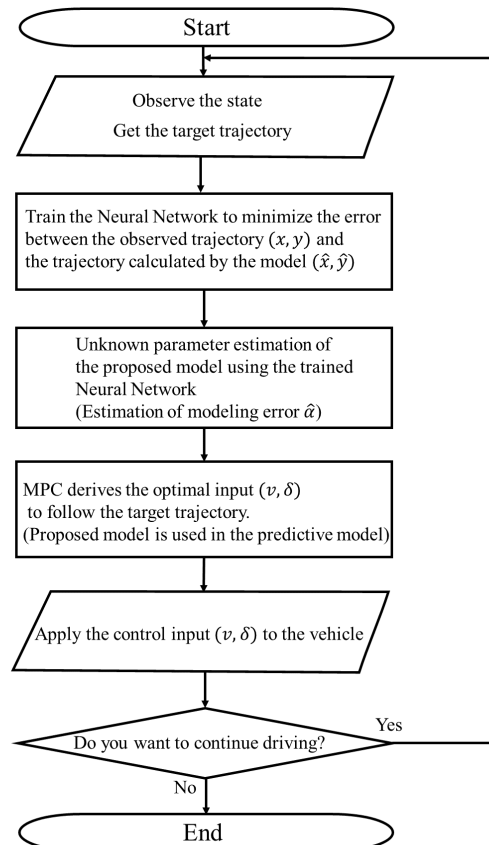 Start
Observe the state
Get the target trajectory
Train the Neural Network to minimize the error
between the observed trajectory (x, y) and
the trajectory calculated by the model (x̂, ŷ)
Unknown parameter estimation of
the proposed model using the trained
Neural Network
(Estimation of modeling error α̂)
MPC derives the optimal input (v, δ)
to follow the target trajectory.
(Proposed model is used in the predictive model)
Apply the control input (v, δ) to the vehicle
Do you want to continue driving?
Yes
No
End